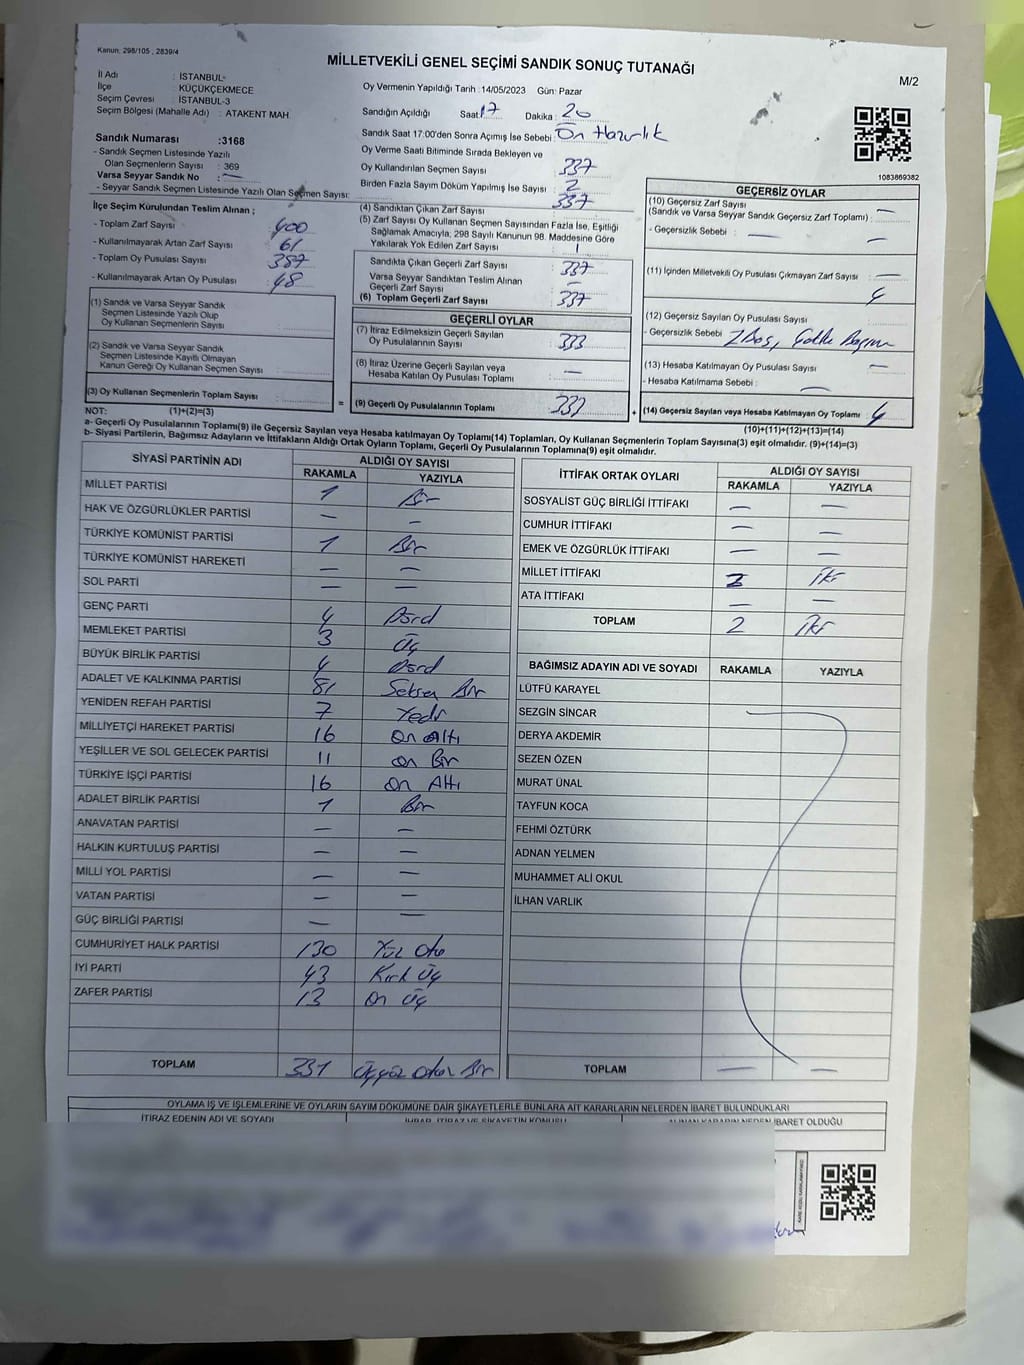 Kanun: 298/105 , 2839/4
MİLLETVEKİLİ GENEL SEÇİMİ SANDIK SONUÇ TUTANAĞI
M/2
İl Adı : İSTANBUL
İlçe : KÜÇÜKÇEKMECE
Seçim Çevresi : İSTANBUL-3
Seçim Bölgesi (Mahalle Adı) : ATAKENT MAH.
Sandık Numarası :3168
- Sandık Seçmen Listesinde Yazılı
Olan Seçmenlerin Sayısı : 369
Varsa Seyyar Sandık No : —
- Seyyar Sandık Seçmen Listesinde Yazılı Olan Seçmen Sayısı:
Oy Vermenin Yapıldığı Tarih :14/05/2023 Gün: Pazar
Sandığın Açıldığı Saat: 17 Dakika : 20
Sandık Saat 17:00'den Sonra Açımış İse Sebebi : Ön Hazırlık
Oy Verme Saati Bitiminde Sırada Bekleyen ve
Oy Kullandırılan Seçmen Sayısı 337
Birden Fazla Sayım Döküm Yapılmış İse Sayısı : 2
(4) Sandıktan Çıkan Zarf Sayısı 337
(5) Zarf Sayısı Oy Kullanan Seçmen Sayısından Fazla İse, Eşitliği
Sağlamak Amacıyla, 298 Sayılı Kanunun 98. Maddesine Göre
Yakılarak Yok Edilen Zarf Sayısı : 1
İlçe Seçim Kurulundan Teslim Alınan ;
- Toplam Zarf Sayısı : 400
- Kullanılmayarak Artan Zarf Sayısı : 61
- Toplam Oy Pusulası Sayısı : 387
- Kullanılmayarak Artan Oy Pusulası : 48
(1) Sandık ve Varsa Seyyar Sandık
Seçmen Listesinde Yazılı Olup
Oy Kullanan Seçmenlerin Sayısı :
(2) Sandık ve Varsa Seyyar Sandık
Seçmen Listesinde Kayıtlı Olmayan
Kanun Gereği Oy Kullanan Seçmen Sayısı :
(3) Oy Kullanan Seçmenlerin Toplam Sayısı :
NOT: (1)+(2)=(3)
Sandıkta Çıkan Geçerli Zarf Sayısı : 337
Varsa Seyyar Sandıktan Teslim Alınan
Geçerli Zarf Sayısı : —
(6) Toplam Geçerli Zarf Sayısı : 337
GEÇERLİ OYLAR
(7) İtiraz Edilmeksizin Geçerli Sayılan
Oy Pusulalarının Sayısı : 333
(8) İtiraz Üzerine Geçerli Sayılan veya
Hesaba Katılan Oy Pusulası Toplamı : —
= (9) Geçerli Oy Pusulalarının Toplamı : 333 +
1083869382
GEÇERSİZ OYLAR
(10) Geçersiz Zarf Sayısı : —
(Sandık ve Varsa Seyyar Sandık Geçersiz Zarf Toplamı)
- Geçersizlik Sebebi : — —
(11) İçinden Milletvekili Oy Pusulası Çıkmayan Zarf Sayısı : —
(12) Geçersiz Sayılan Oy Pusulası Sayısı : 4
- Geçersizlik Sebebi
(13) Hesaba Katılmayan Oy Pusulası Sayısı : —
- Hesaba Katılmama Sebebi : —
(14) Geçersiz Sayılan veya Hesaba Katılmayan Oy Toplamı : 4
(10)+(11)+(12)+(13)=(14)
a- Geçerli Oy Pusulalarının Toplamı(9) ile Geçersiz Sayılan veya Hesaba katılmayan Oy Toplamı(14) Toplamları, Oy Kullanan Seçmenlerin Toplam Sayısına(3) eşit olmalıdır. (9)+(14)=(3)
b- Siyasi Partilerin, Bağımsız Adayların ve İttifakların Aldığı Ortak Oyların Toplamı, Geçerli Oy Pusulalarının Toplamına(9) eşit olmalıdır.
SİYASİ PARTİNİN ADI ALDIĞI OY SAYISI
RAKAMLA YAZIYLA
MİLLET PARTİSİ 1 Bir
HAK VE ÖZGÜRLÜKLER PARTİSİ — —
TÜRKİYE KOMÜNİST PARTİSİ 1 Bir
TÜRKİYE KOMÜNİST HAREKETİ — —
SOL PARTİ — —
GENÇ PARTİ 4 Dörd
MEMLEKET PARTİSİ 3 Üç
BÜYÜK BİRLİK PARTİSİ 4 Dörd
ADALET VE KALKINMA PARTİSİ 81 Seksen Bir
YENİDEN REFAH PARTİSİ 7 Yedi
MİLLİYETÇİ HAREKET PARTİSİ 16 On Altı
YEŞİLLER VE SOL GELECEK PARTİSİ 11 On Bir
TÜRKİYE İŞÇİ PARTİSİ 16 On Altı
ADALET BİRLİK PARTİSİ 1 Bir
ANAVATAN PARTİSİ — —
HALKIN KURTULUŞ PARTİSİ — —
MİLLİ YOL PARTİSİ — —
VATAN PARTİSİ — —
GÜÇ BİRLİĞİ PARTİSİ — —
CUMHURİYET HALK PARTİSİ 130 Yüz Otuz
İYİ PARTİ 43 Kırk Üç
ZAFER PARTİSİ 13 On Üç
TOPLAM 331 Üçyüz Otuz Bir
İTTİFAK ORTAK OYLARI ALDIĞI OY SAYISI
RAKAMLA YAZIYLA
SOSYALİST GÜÇ BİRLİĞİ İTTİFAKI — —
CUMHUR İTTİFAKI — —
EMEK VE ÖZGÜRLÜK İTTİFAKI — —
MİLLET İTTİFAKI 2 İki
ATA İTTİFAKI — —
TOPLAM 2 İki
BAĞIMSIZ ADAYIN ADI VE SOYADI RAKAMLA YAZIYLA
LÜTFÜ KARAYEL
SEZGİN SİNCAR
DERYA AKDEMİR
SEZEN ÖZEN
MURAT ÜNAL
TAYFUN KOCA
FEHMİ ÖZTÜRK
ADNAN YELMEN
MUHAMMET ALİ OKUL
İLHAN VARLIK
TOPLAM — —
OYLAMA İŞ VE İŞLEMLERİNE VE OYLARIN SAYIM DÖKÜMÜNE DAİR ŞİKAYETLERLE BUNLARA AİT KARARLARIN NELERDEN İBARET BULUNDUKLARI
İTİRAZ EDENİN ADI VE SOYADI İHBAR, İTİRAZ VE ŞİKAYETİN KONUSU ALINAN KARARIN NEDEN İBARET OLDUĞU